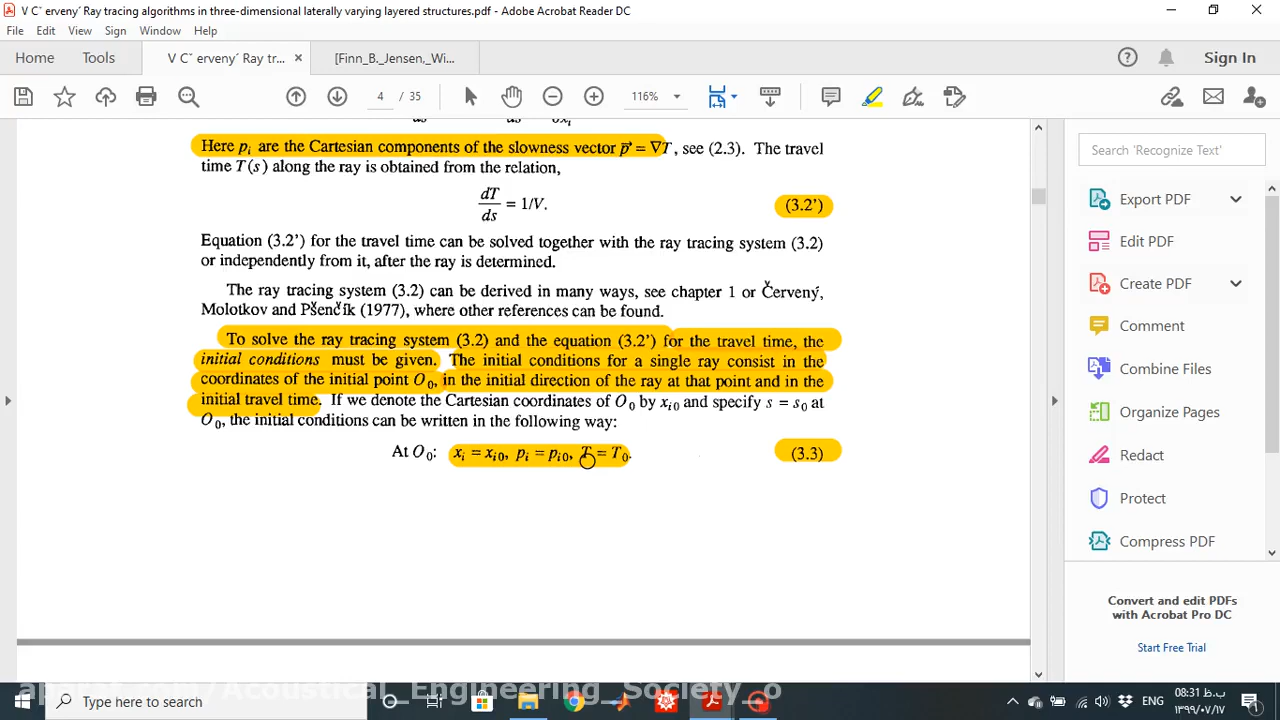 V Cˇ ervený Ray tracing algorithms in three-dimensional laterally varying layered structures.pdf - Adobe Acrobat Reader DC
File Edit View Sign Window Help
Home Tools V Cˇ erveny´ Ray tr... × [Finn_B._Jensen,_Wi... Sign In
4 / 35 116%
Here pᵢ are the Cartesian components of the slowness vector p⃗ = ∇T, see (2.3). The travel
time T(s) along the ray is obtained from the relation,
dT/ds = 1/V. (3.2')
Equation (3.2') for the travel time can be solved together with the ray tracing system (3.2)
or independently from it, after the ray is determined.
The ray tracing system (3.2) can be derived in many ways, see chapter 1 or Červený,
Molotkov and Pšenčík (1977), where other references can be found.
To solve the ray tracing system (3.2) and the equation (3.2') for the travel time, the
initial conditions must be given. The initial conditions for a single ray consist in the
coordinates of the initial point O₀, in the initial direction of the ray at that point and in the
initial travel time. If we denote the Cartesian coordinates of O₀ by xᵢ₀ and specify s = s₀ at
O₀, the initial conditions can be written in the following way:
At O₀: xᵢ = xᵢ₀, pᵢ = pᵢ₀, T = T₀. (3.3)
Search 'Recognize Text'
Export PDF
Edit PDF
Create PDF
Comment
Combine Files
Organize Pages
Redact
Protect
Compress PDF
Convert and edit PDFs
with Acrobat Pro DC
Start Free Trial
aparat.com/Acoustical_Engineering_Society_o
Type here to search
ENG
08:31 ب.ظ
۱۳۹۹/۰۷/۱۷
1